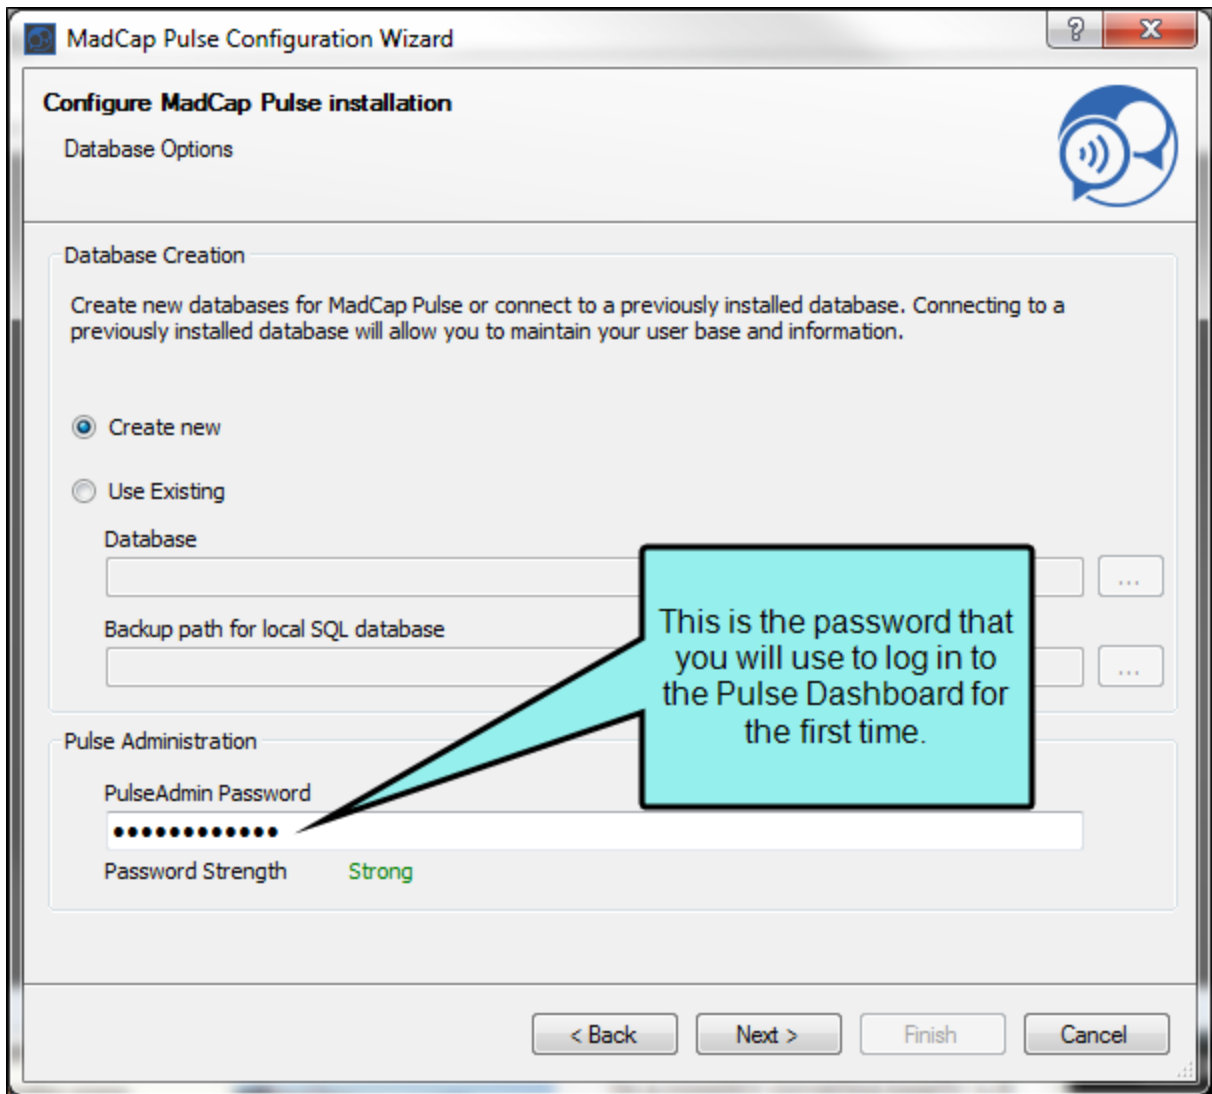 MadCap Pulse Configuration Wizard
?
X
Configure MadCap Pulse installation
Database Options
Database Creation
Create new databases for MadCap Pulse or connect to a previously installed database. Connecting to a
previously installed database will allow you to maintain your user base and information.
Create new
Use Existing
Database
...
Backup path for local SQL database
...
This is the password that
you will use to log in to
the Pulse Dashboard for
the first time.
Pulse Administration
PulseAdmin Password
••••••••••••
Password Strength Strong
< Back Next > Finish Cancel